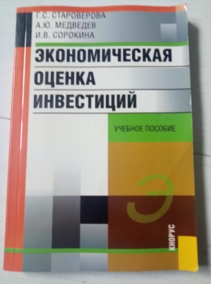 Г.С. СТАРОВЕРОВА
А.Ю. МЕДВЕДЕВ
И.В. СОРОКИНА
ЭКОНОМИЧЕСКАЯ
ОЦЕНКА
ИНВЕСТИЦИЙ
УЧЕБНОЕ ПОСОБИЕ
Э
КНОРУС